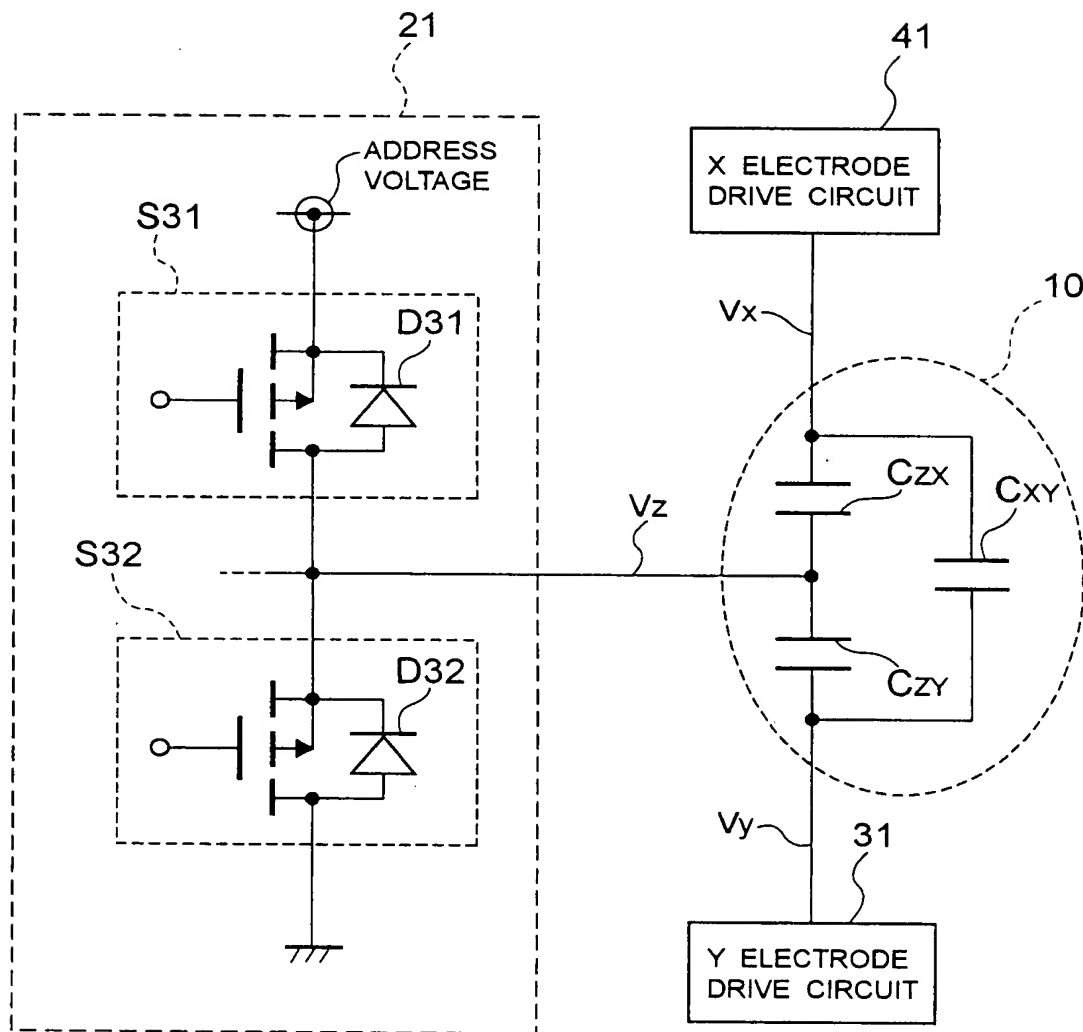 21
41
ADDRESS
VOLTAGE
X ELECTRODE
DRIVE CIRCUIT
S31
D31
Vx
10
CZX
CXY
Vz
S32
D32
CZY
Vy
31
Y ELECTRODE
DRIVE CIRCUIT